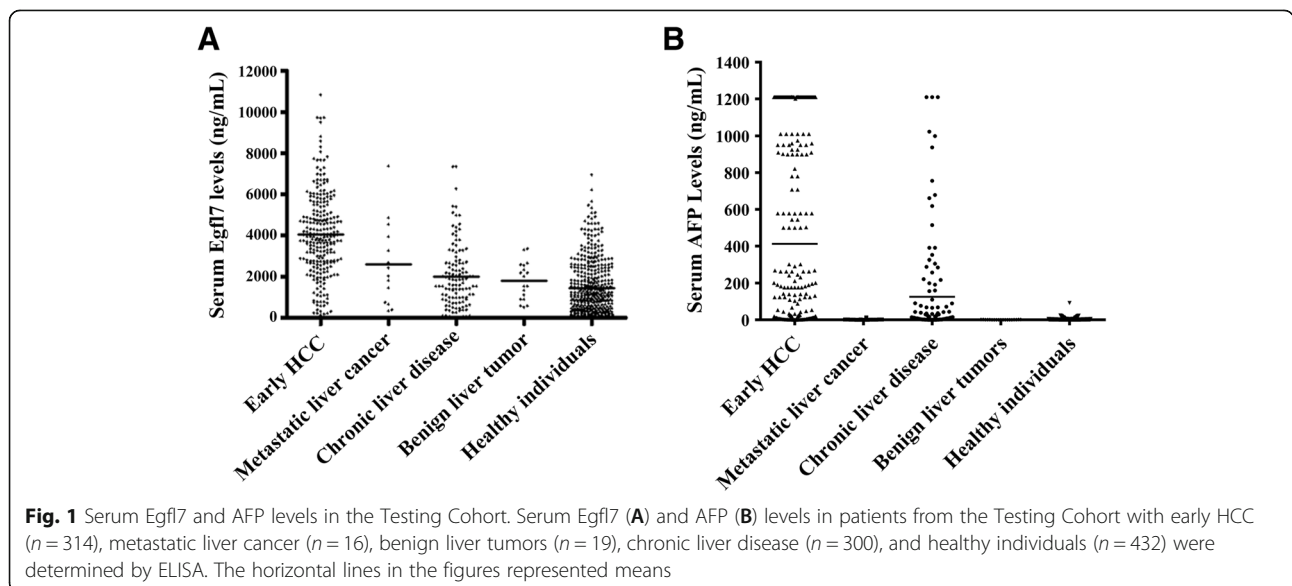 A
B
Serum Egfl7 levels (ng/mL)
12000
10000
8000
6000
4000
2000
0
Early HCC
Metastatic liver cancer
Chronic liver disease
Benign liver tumor
Healthy individuals
Serum AFP Levels (ng/mL)
1400
1200
1000
800
600
400
200
0
Early HCC
Metastatic liver cancer
Chronic liver disease
Benign liver tumors
Healthy individuals
Fig. 1 Serum Egfl7 and AFP levels in the Testing Cohort. Serum Egfl7 (A) and AFP (B) levels in patients from the Testing Cohort with early HCC
(n = 314), metastatic liver cancer (n = 16), benign liver tumors (n = 19), chronic liver disease (n = 300), and healthy individuals (n = 432) were
determined by ELISA. The horizontal lines in the figures represented means